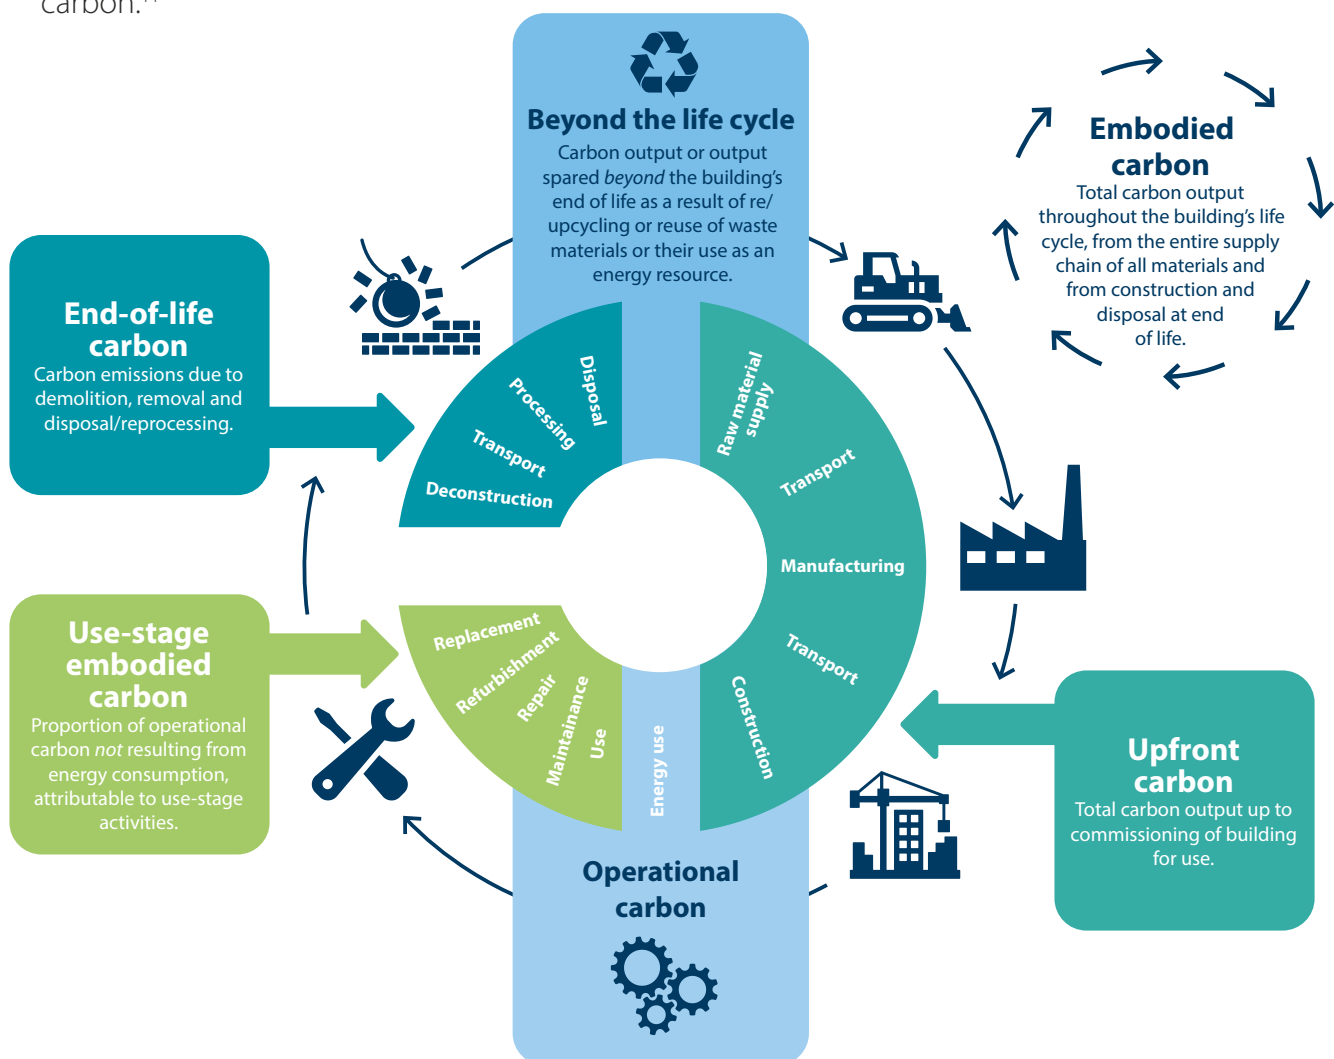 carbon.
Beyond the life cycle
Carbon output or output
spared beyond the building's
end of life as a result of re/
upcycling or reuse of waste
materials or their use as an
energy resource.
Embodied
carbon
Total carbon output
throughout the building's life
cycle, from the entire supply
chain of all materials and
from construction and
disposal at end
of life.
End-of-life
carbon
Carbon emissions due to
demolition, removal and
disposal/reprocessing.
Disposal
Processing
Transport
Deconstruction
Raw material
supply
Transport
Manufacturing
Transport
Construction
Use-stage
embodied
carbon
Proportion of operational
carbon not resulting from
energy consumption,
attributable to use-stage
activities.
Replacement
Refurbishment
Repair
Maintainance
Use
Energy use
Upfront
carbon
Total carbon output up to
commissioning of building
for use.
Operational
carbon